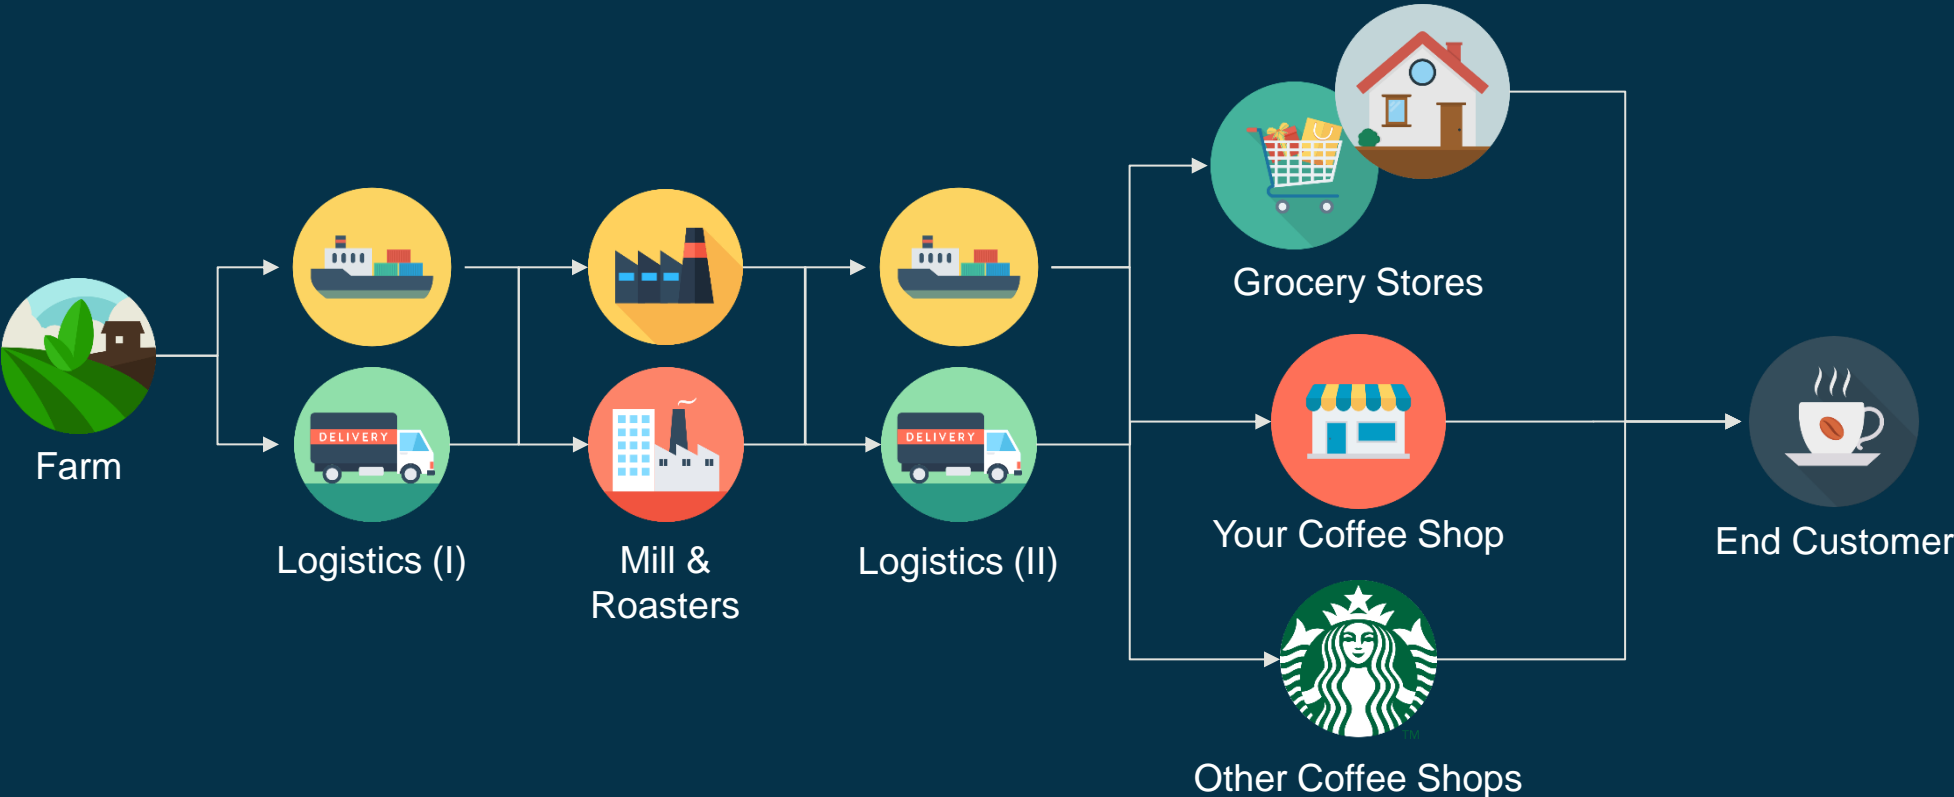 DELIVERY
DELIVERY
Farm
Logistics (I)
Mill &
Roasters
Logistics (II)
Grocery Stores
Your Coffee Shop
TM
Other Coffee Shops
End Customer